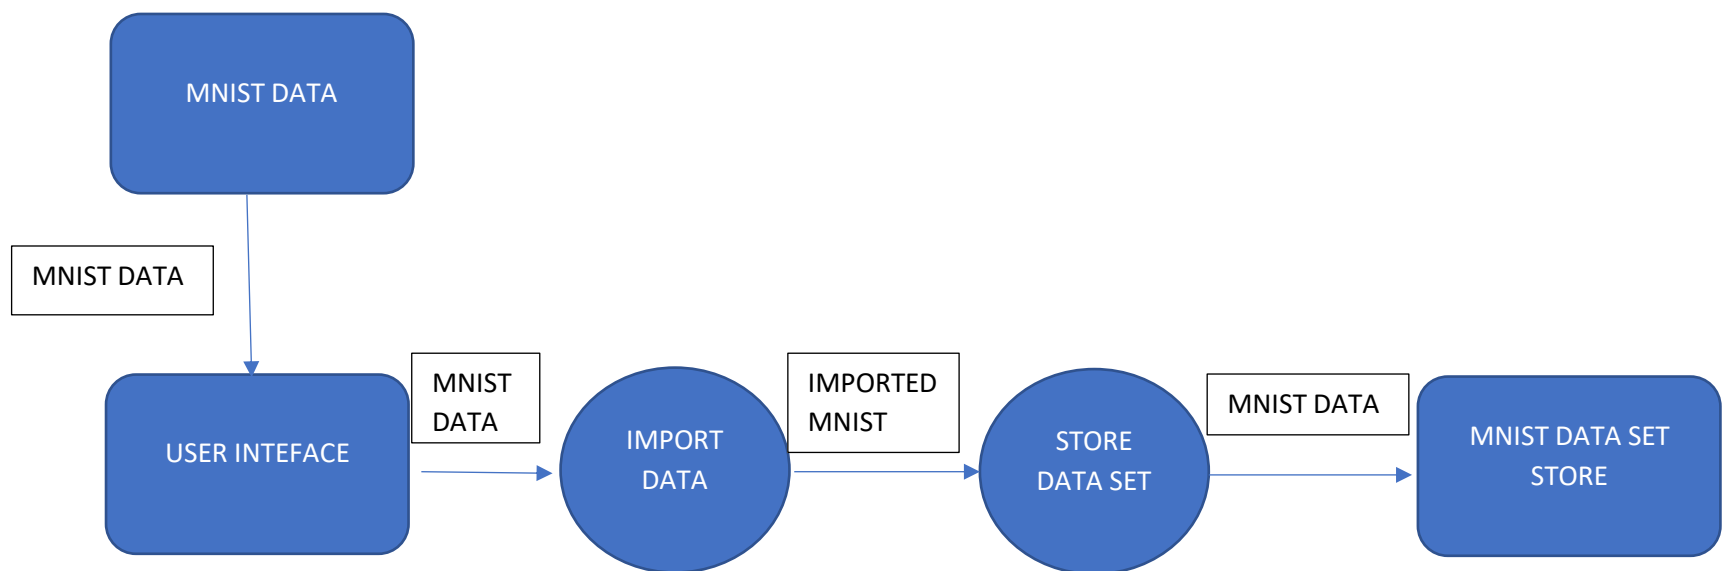 MNIST DATA
MNIST DATA
USER INTEFACE
MNIST
DATA
IMPORT
DATA
IMPORTED
MNIST
STORE
DATA SET
MNIST DATA
MNIST DATA SET
STORE